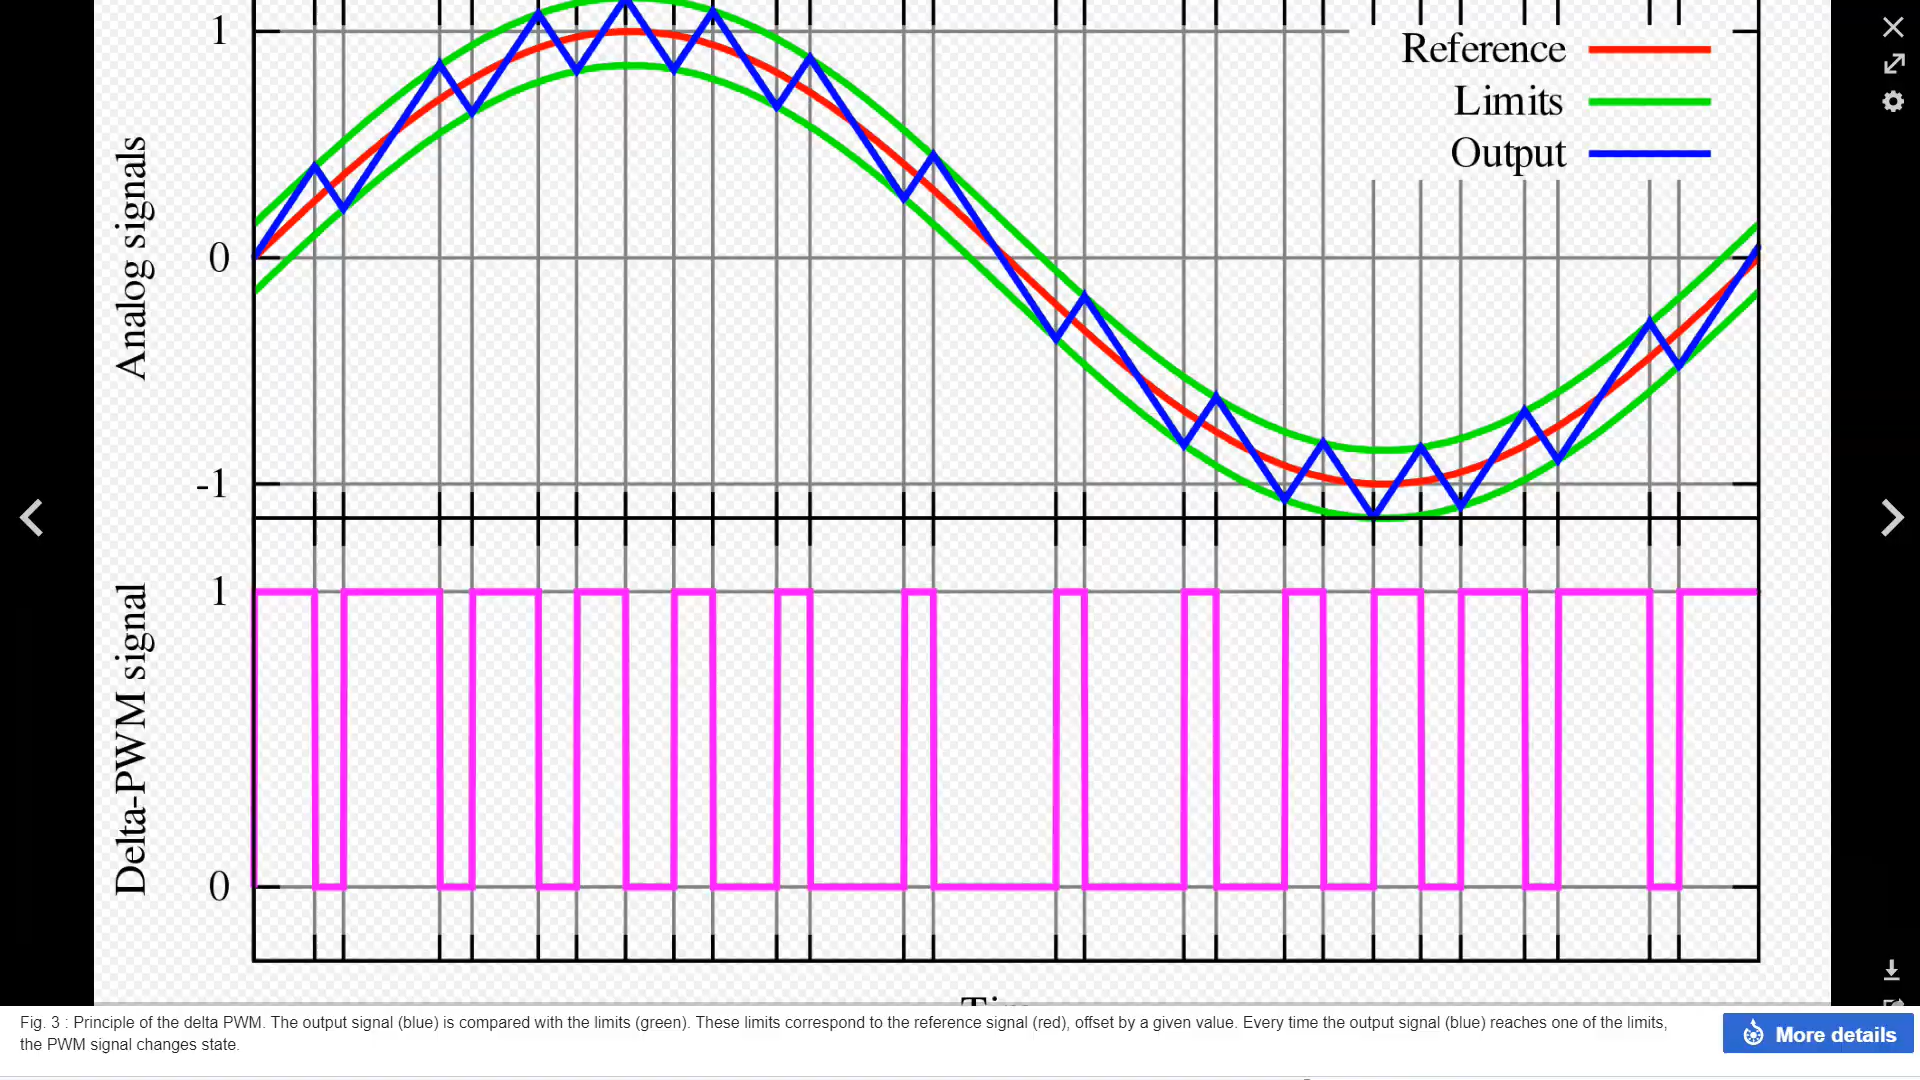 1
Reference
Limits
Output
Analog signals
0
-1
1
Delta-PWM signal
0
Fig. 3 : Principle of the delta PWM. The output signal (blue) is compared with the limits (green). These limits correspond to the reference signal (red), offset by a given value. Every time the output signal (blue) reaches one of the limits,
the PWM signal changes state.
More details